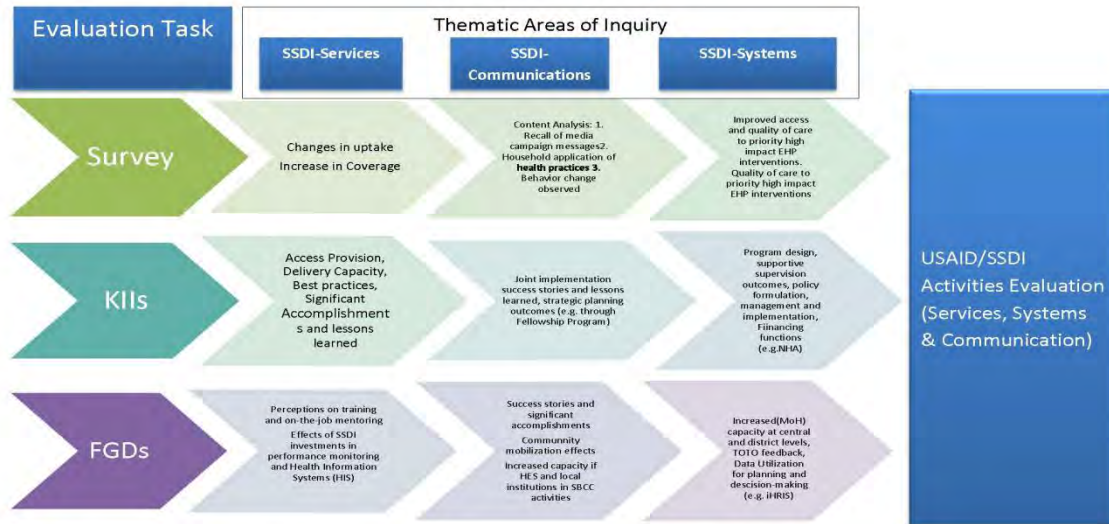 Evaluation Task
Thematic Areas of Inquiry
SSDI-Services
SSDI-
Communications
SSDI-Systems
Survey
Changes in uptake
Increase in Coverage
Content Analysis: 1.
Recall of media
campaign messages2.
Household application of
health practices 3.
Behavior change
observed
Improved access
and quality of care
to priority high
impact EHP
interventions.
Quality of care to
priority high impact
EHP interventions
KIIs
Access Provision,
Delivery Capacity,
Best practices,
Significant
Accomplishment
s and lessons
learned
Joint implementation
success stories and lessons
learned, strategic planning
outcomes (e.g. through
Fellowship Program)
Program design,
supportive
supervision
outcomes, policy
formulation,
management and
implementation,
Fiinancing
functions
(e.g.NHA)
FGDs
Perceptions on training
and on-the-job mentoring
Effects of SSDI
investments in
performance monitoring
and Health Information
Systems (HIS)
Success stories and
significant
accomplishments
Communnity
mobilization effects
Increased capacity if
HES and local
institutions in SBCC
activities
Increased(MoH)
capacity at central
and district levels,
TOTO feedback,
Data Utilization
for planning and
descision-making
(e.g. iHRIS)
USAID/SSDI
Activities Evaluation
(Services, Systems
& Communication)